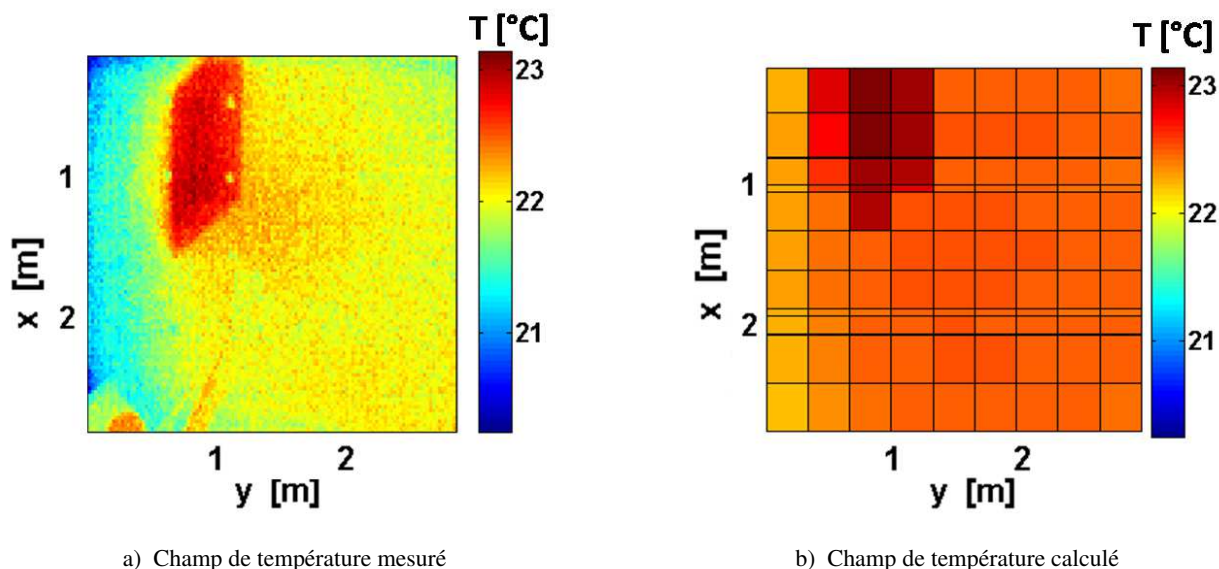 T [°C]
23
22
21
1
2
x [m]
1
2
y [m]
a) Champ de température mesuré
T [°C]
23
22
21
1
2
x [m]
1
2
y [m]
b) Champ de température calculé